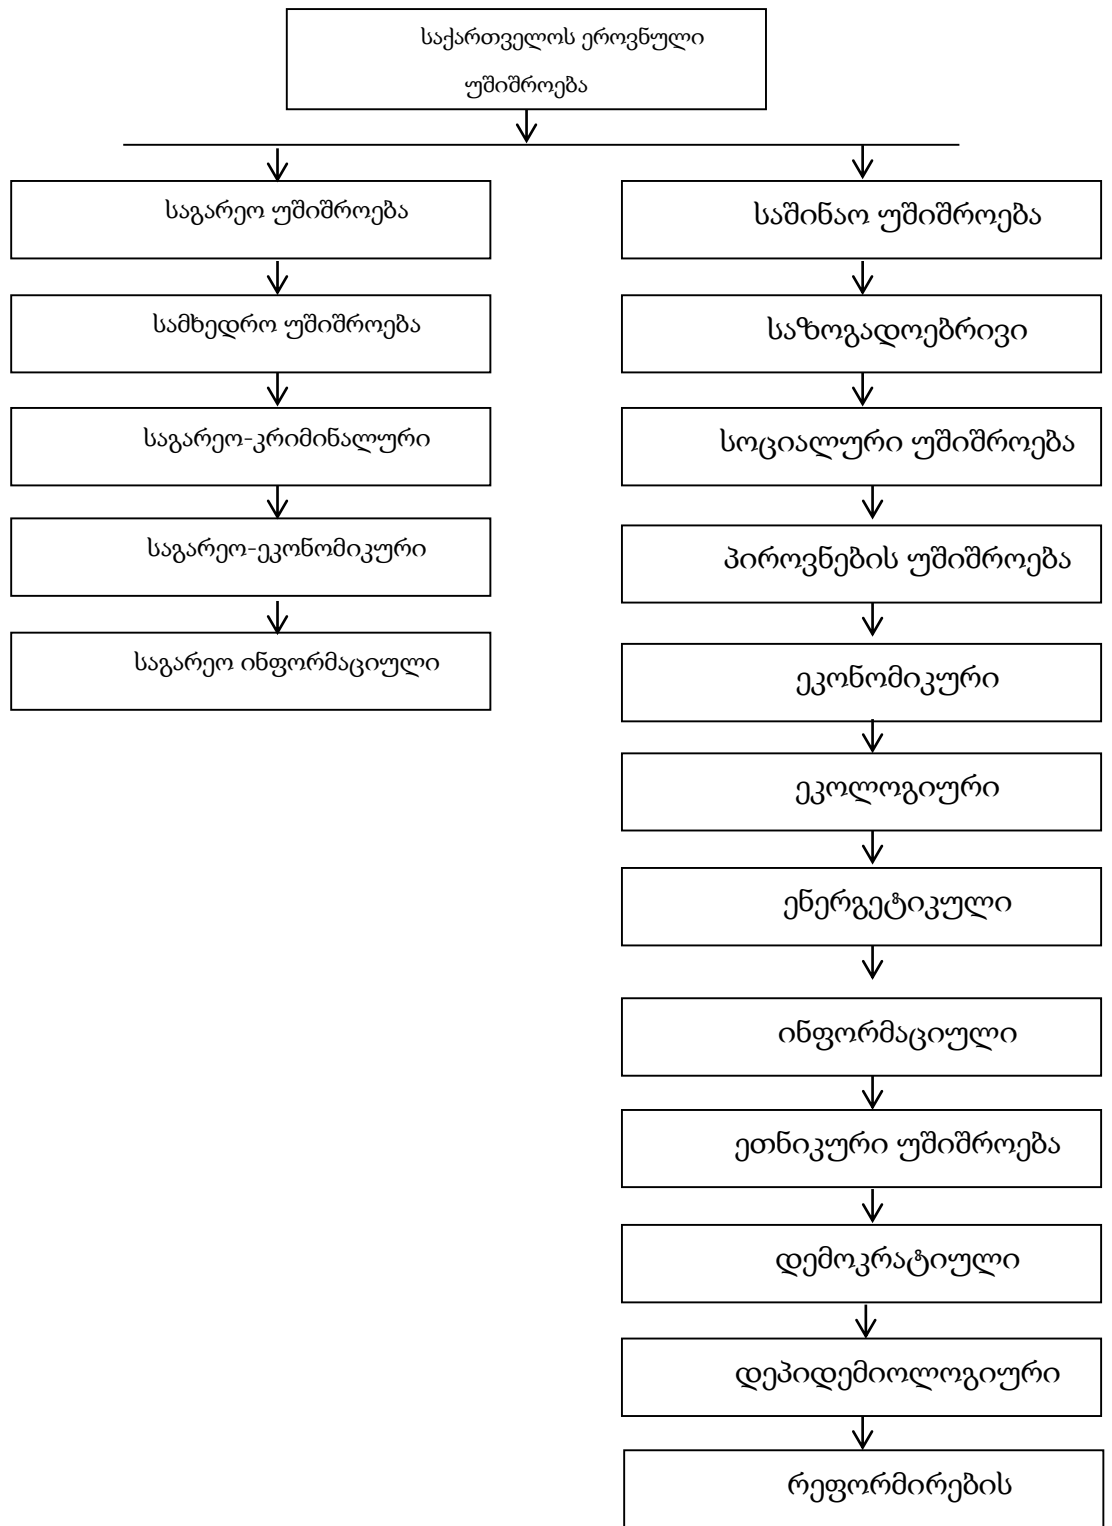 საქართველოს ეროვნული
უშიშროება
საგარეო უშიშროება
სამხედრო უშიშროება
საგარეო-კრიმინალური
საგარეო-ეკონომიკური
საგარეო ინფორმაციული
საშინაო უშიშროება
საზოგადოებრივი
სოციალური უშიშროება
პიროვნების უშიშროება
ეკონომიკური
ეკოლოგიური
ენერგეტიკული
ინფორმაციული
ეთნიკური უშიშროება
დემოკრატიული
დეპიდემიოლოგიური
რეფორმირების